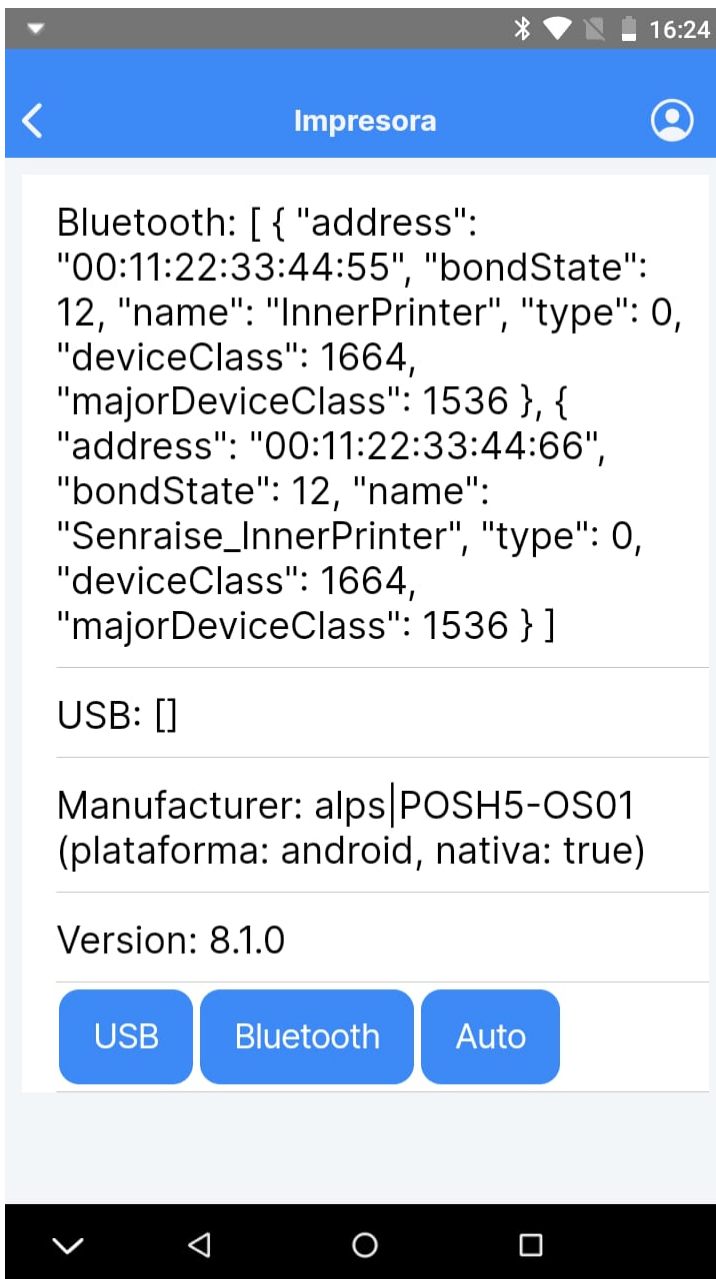 16:24
Impresora
Bluetooth: [ { "address":
"00:11:22:33:44:55", "bondState":
12, "name": "InnerPrinter", "type": 0,
"deviceClass": 1664,
"majorDeviceClass": 1536 }, {
"address": "00:11:22:33:44:66",
"bondState": 12, "name":
"Senraise_InnerPrinter", "type": 0,
"deviceClass": 1664,
"majorDeviceClass": 1536 } ]
USB: []
Manufacturer: alps|POSH5-OS01
(plataforma: android, nativa: true)
Version: 8.1.0
USB Bluetooth Auto